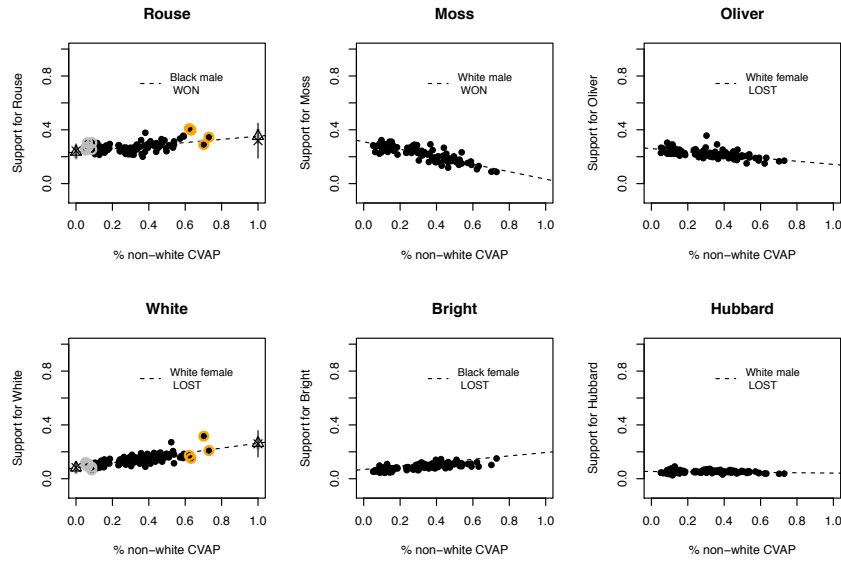 Rouse
Support for Rouse
0.0 0.4 0.8
Black male
WON
0.0 0.2 0.4 0.6 0.8 1.0
% non−white CVAP
Moss
Support for Moss
0.0 0.4 0.8
White male
WON
0.0 0.2 0.4 0.6 0.8 1.0
% non−white CVAP
Oliver
Support for Oliver
0.0 0.4 0.8
White female
LOST
0.0 0.2 0.4 0.6 0.8 1.0
% non−white CVAP
White
Support for White
0.0 0.4 0.8
White female
LOST
0.0 0.2 0.4 0.6 0.8 1.0
% non−white CVAP
Bright
Support for Bright
0.0 0.4 0.8
Black female
LOST
0.0 0.2 0.4 0.6 0.8 1.0
% non−white CVAP
Hubbard
Support for Hubbard
0.0 0.4 0.8
White male
LOST
0.0 0.2 0.4 0.6 0.8 1.0
% non−white CVAP